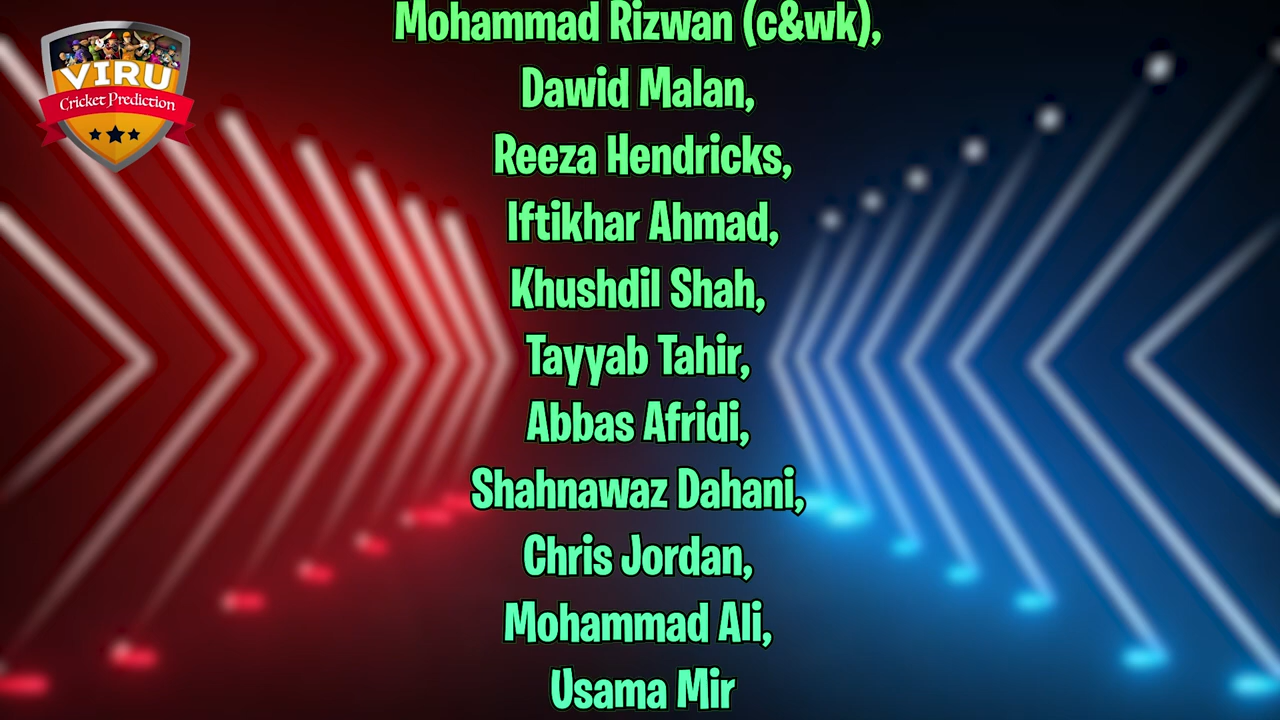 VIRU
Cricket Prediction
Mohammad Rizwan (c&wk),
Dawid Malan,
Reeza Hendricks,
Iftikhar Ahmad,
Khushdil Shah,
Tayyab Tahir,
Abbas Afridi,
Shahnawaz Dahani,
Chris Jordan,
Mohammad Ali,
Usama Mir